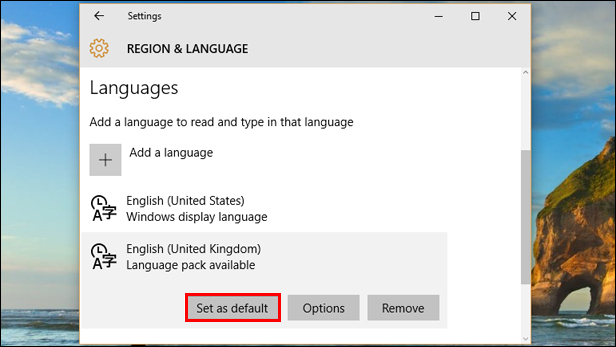 Settings
REGION & LANGUAGE
Languages
Add a language to read and type in that language
Add a language
English (United States)
Windows display language
English (United Kingdom)
Language pack available
Set as default Options Remove